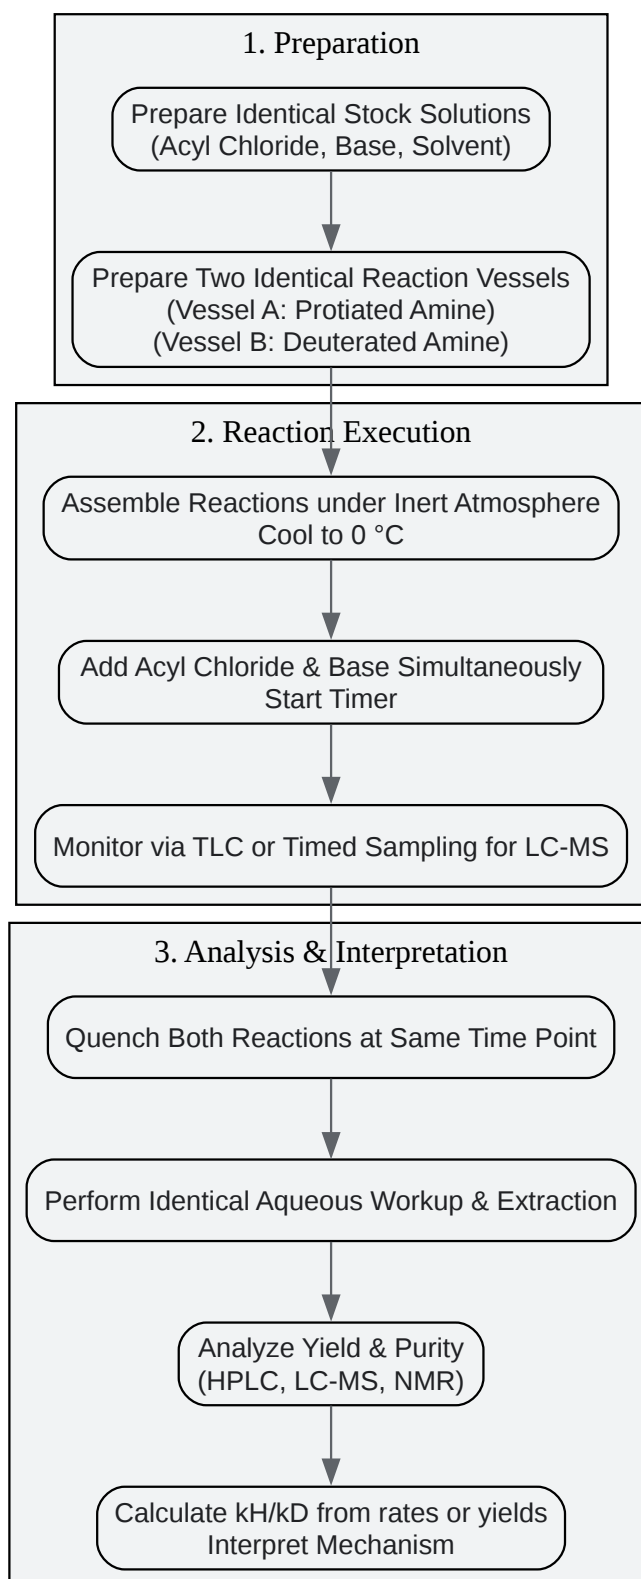 1. Preparation
Prepare Identical Stock Solutions
(Acyl Chloride, Base, Solvent)
Prepare Two Identical Reaction Vessels
(Vessel A: Protiated Amine)
(Vessel B: Deuterated Amine)
2. Reaction Execution
Assemble Reactions under Inert Atmosphere
Cool to 0 °C
Add Acyl Chloride & Base Simultaneously
Start Timer
Monitor via TLC or Timed Sampling for LC-MS
3. Analysis & Interpretation
Quench Both Reactions at Same Time Point
Perform Identical Aqueous Workup & Extraction
Analyze Yield & Purity
(HPLC, LC-MS, NMR)
Calculate kH/kD from rates or yields
Interpret Mechanism